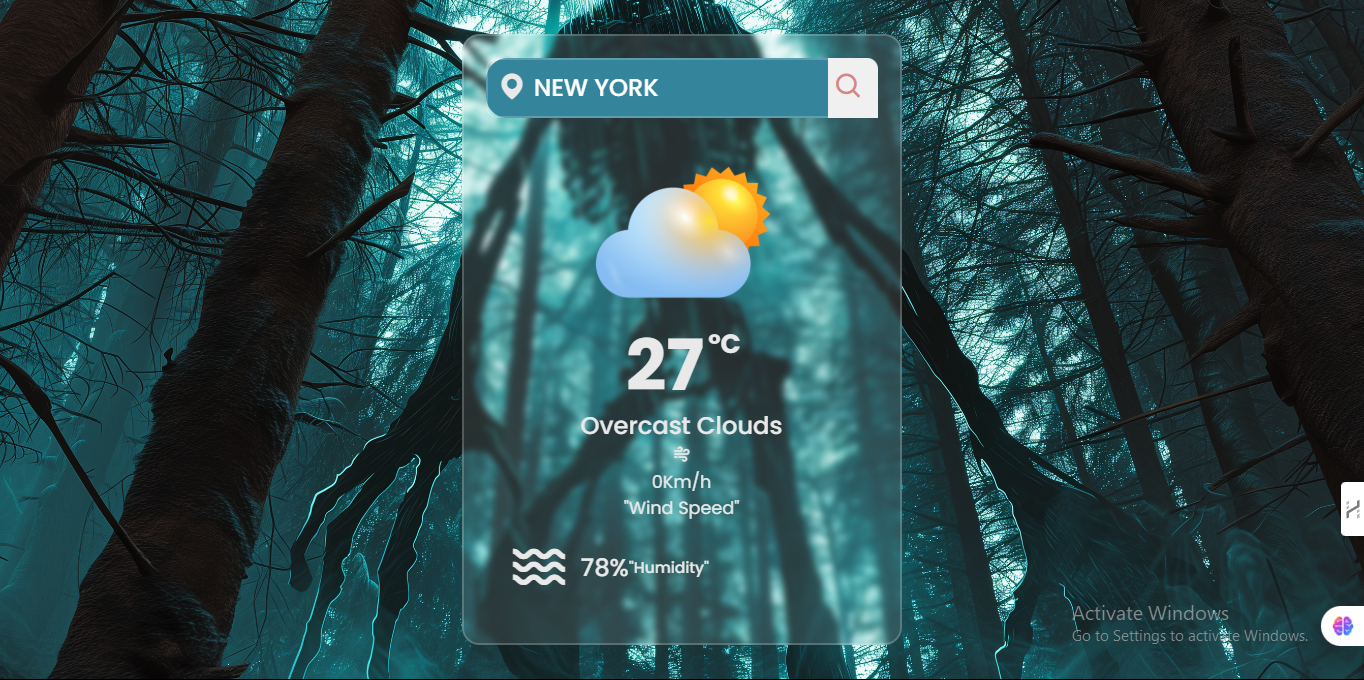 NEW YORK
27°C
Overcast Clouds
0Km/h
"Wind Speed"
78%"Humidity"
Activate Windows
Go to Settings to activate Windows.